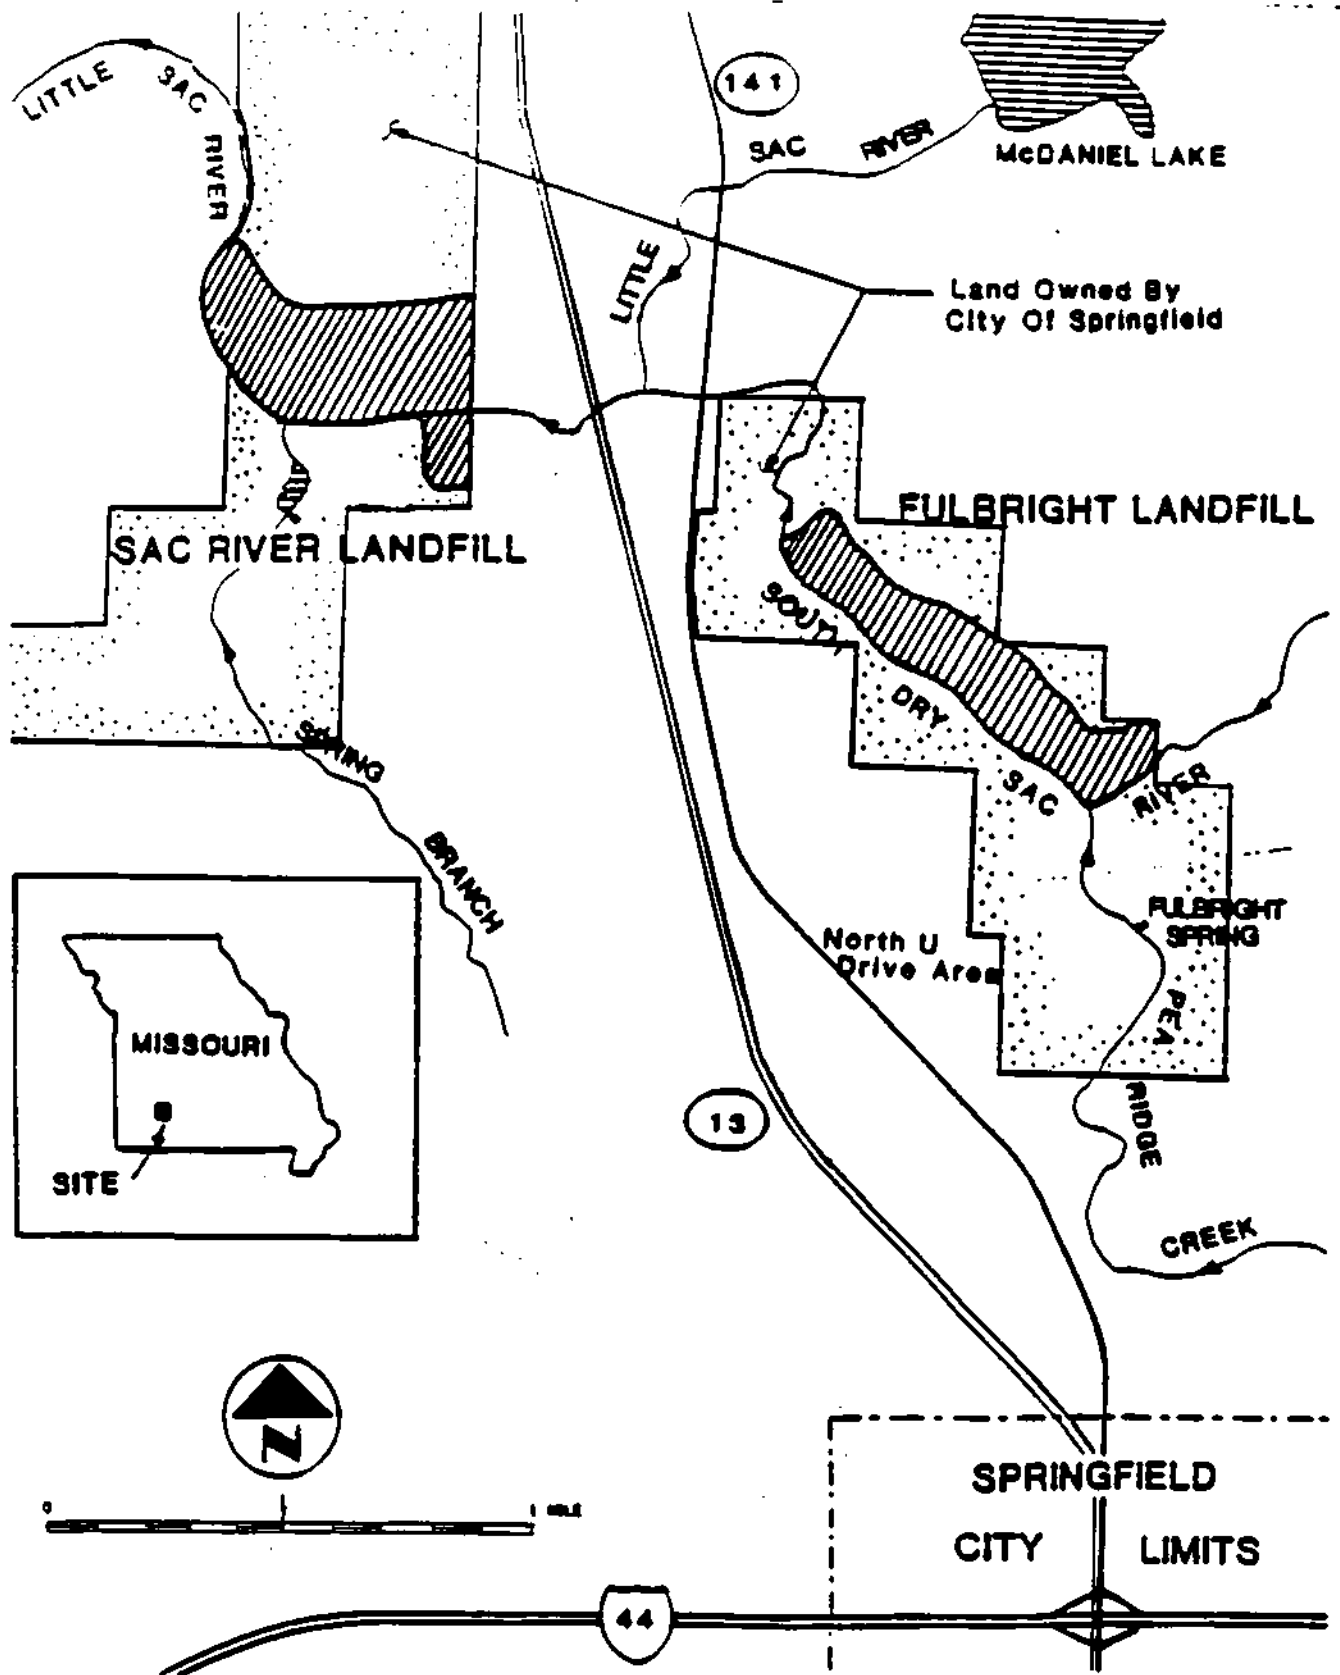 LITTLE SAC RIVER
141
SAC RIVER
McDANIEL LAKE
LITTLE
Land Owned By
City Of Springfield
FULBRIGHT LANDFILL
SAC RIVER LANDFILL
SOUTH
DRY
SAC
RIVER
SPRING
BRANCH
FULBRIGHT
SPRING
North U
Drive Area
PEA
RIDGE
CREEK
MISSOURI
SITE
13
N
0 1 MILE
SPRINGFIELD
CITY LIMITS
44